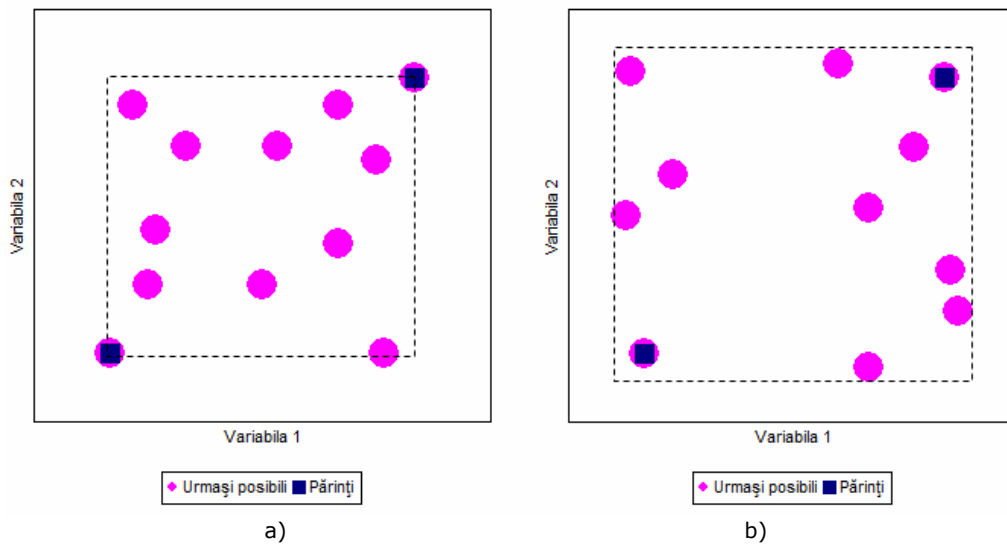 Variabila 2
Variabila 1
Urmaşi posibili Părinţi
a)
Variabila 2
Variabila 1
Urmaşi posibili Părinţi
b)